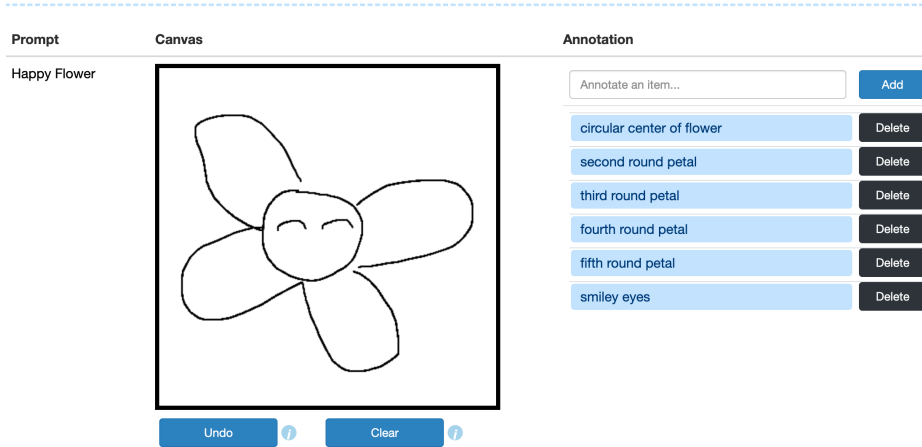 Prompt Canvas Annotation
Happy Flower
Annotate an item... Add
circular center of flower Delete
second round petal Delete
third round petal Delete
fourth round petal Delete
fifth round petal Delete
smiley eyes Delete
Undo i Clear i